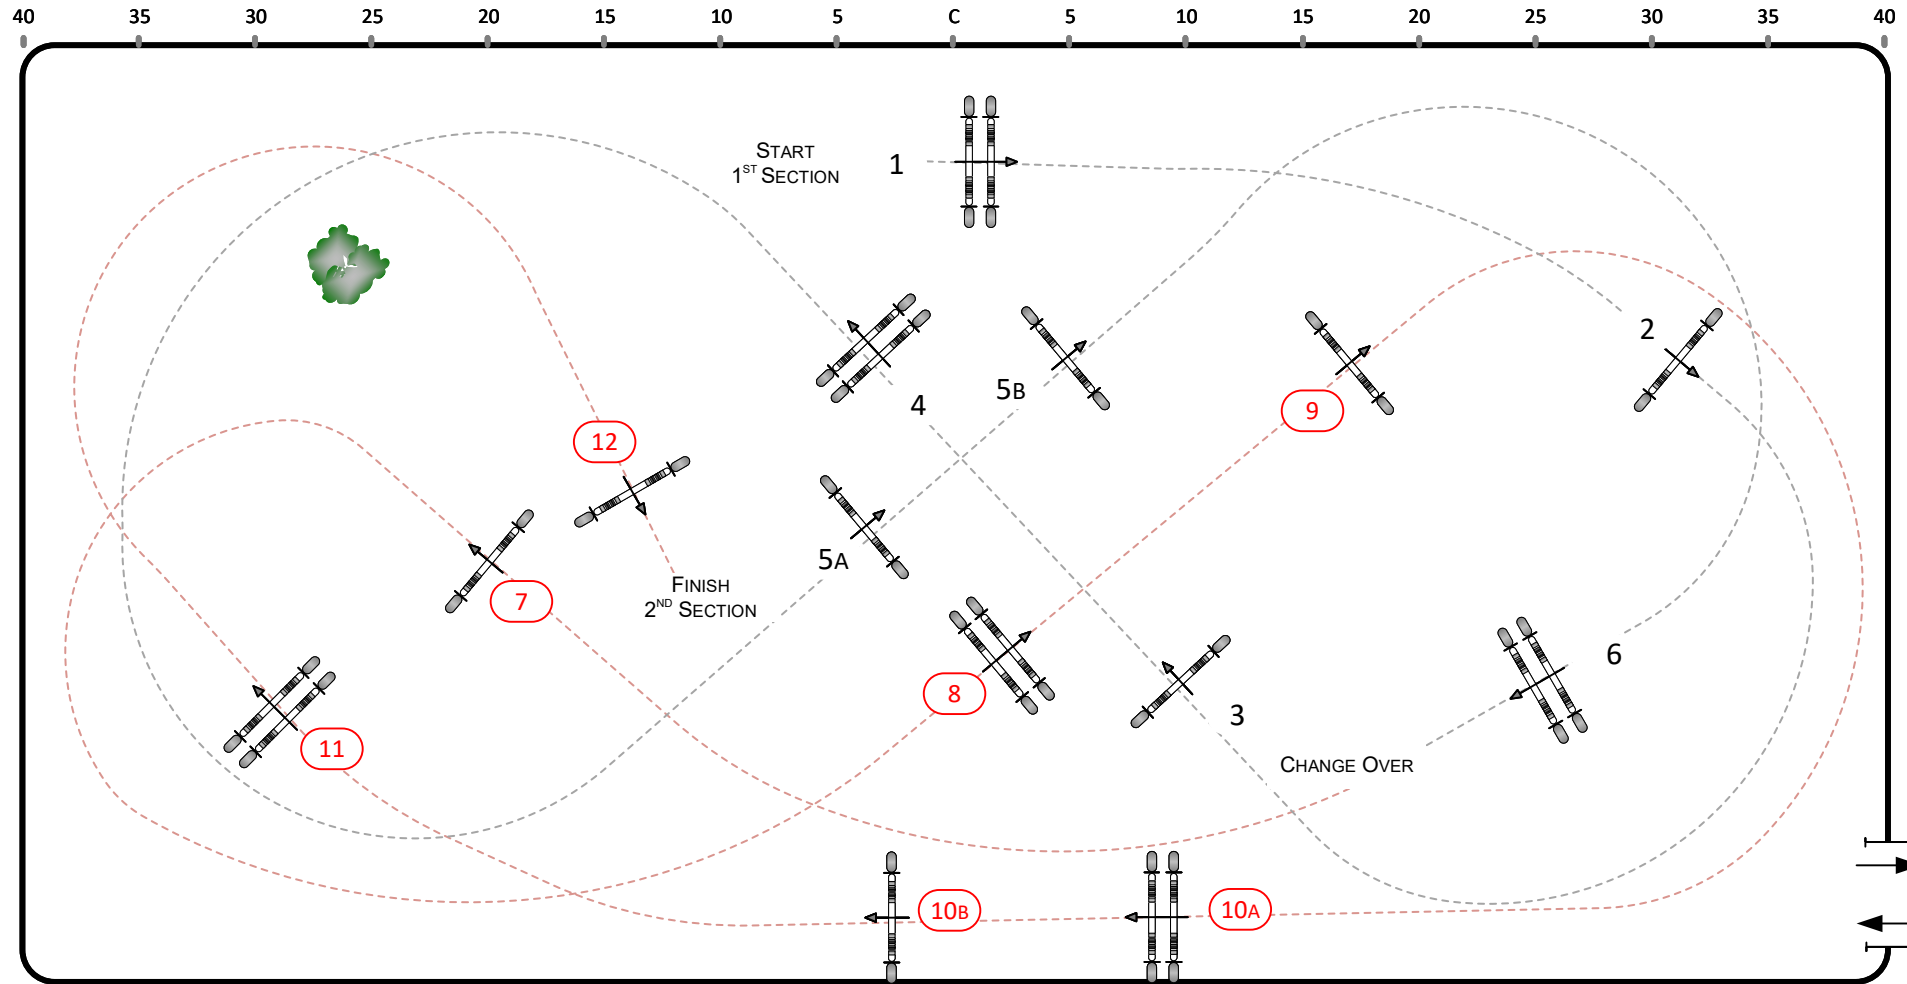 40 35 30 25 20 15 10 5 C 5 10 15 20 25 30 35 40
START
1ST SECTION
1
2
4
5B
9
12
5A
7
FINISH
2ND SECTION
8
3
6
11
CHANGE OVER
10B
10A